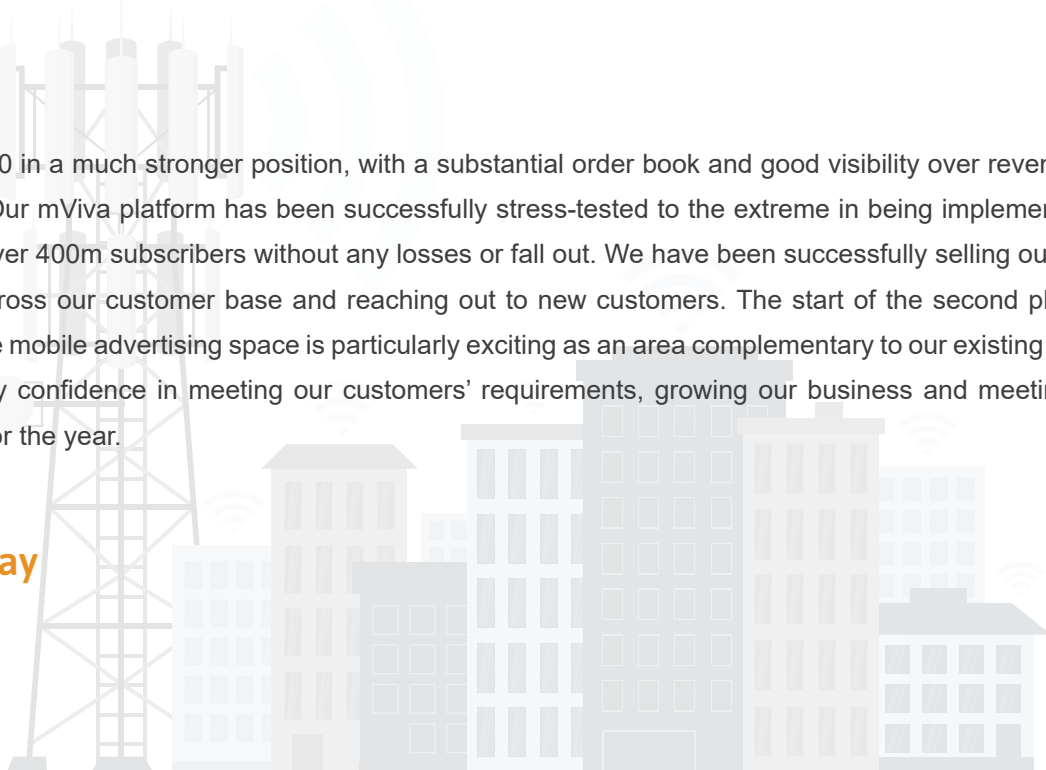 0 in a much stronger position, with a substantial order book and good visibility over reven
Our mViva platform has been successfully stress-tested to the extreme in being implemen
ver 400m subscribers without any losses or fall out. We have been successfully selling ou
ross our customer base and reaching out to new customers. The start of the second ph
e mobile advertising space is particularly exciting as an area complementary to our existing
y confidence in meeting our customers’ requirements, growing our business and meetin
or the year.
ay